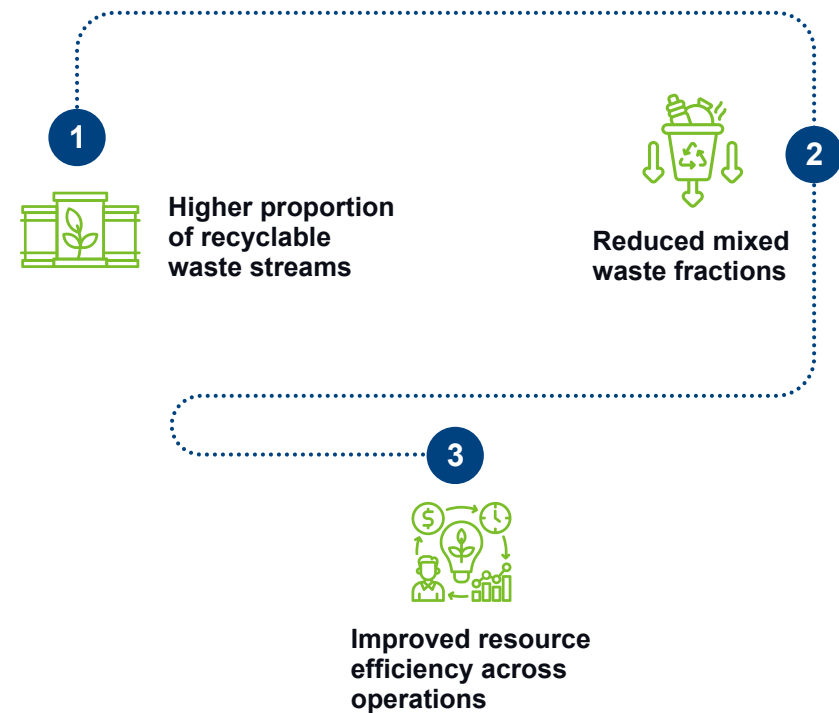 1
Higher proportion
of recyclable
waste streams
2
Reduced mixed
waste fractions
3
$
Improved resource
efficiency across
operations